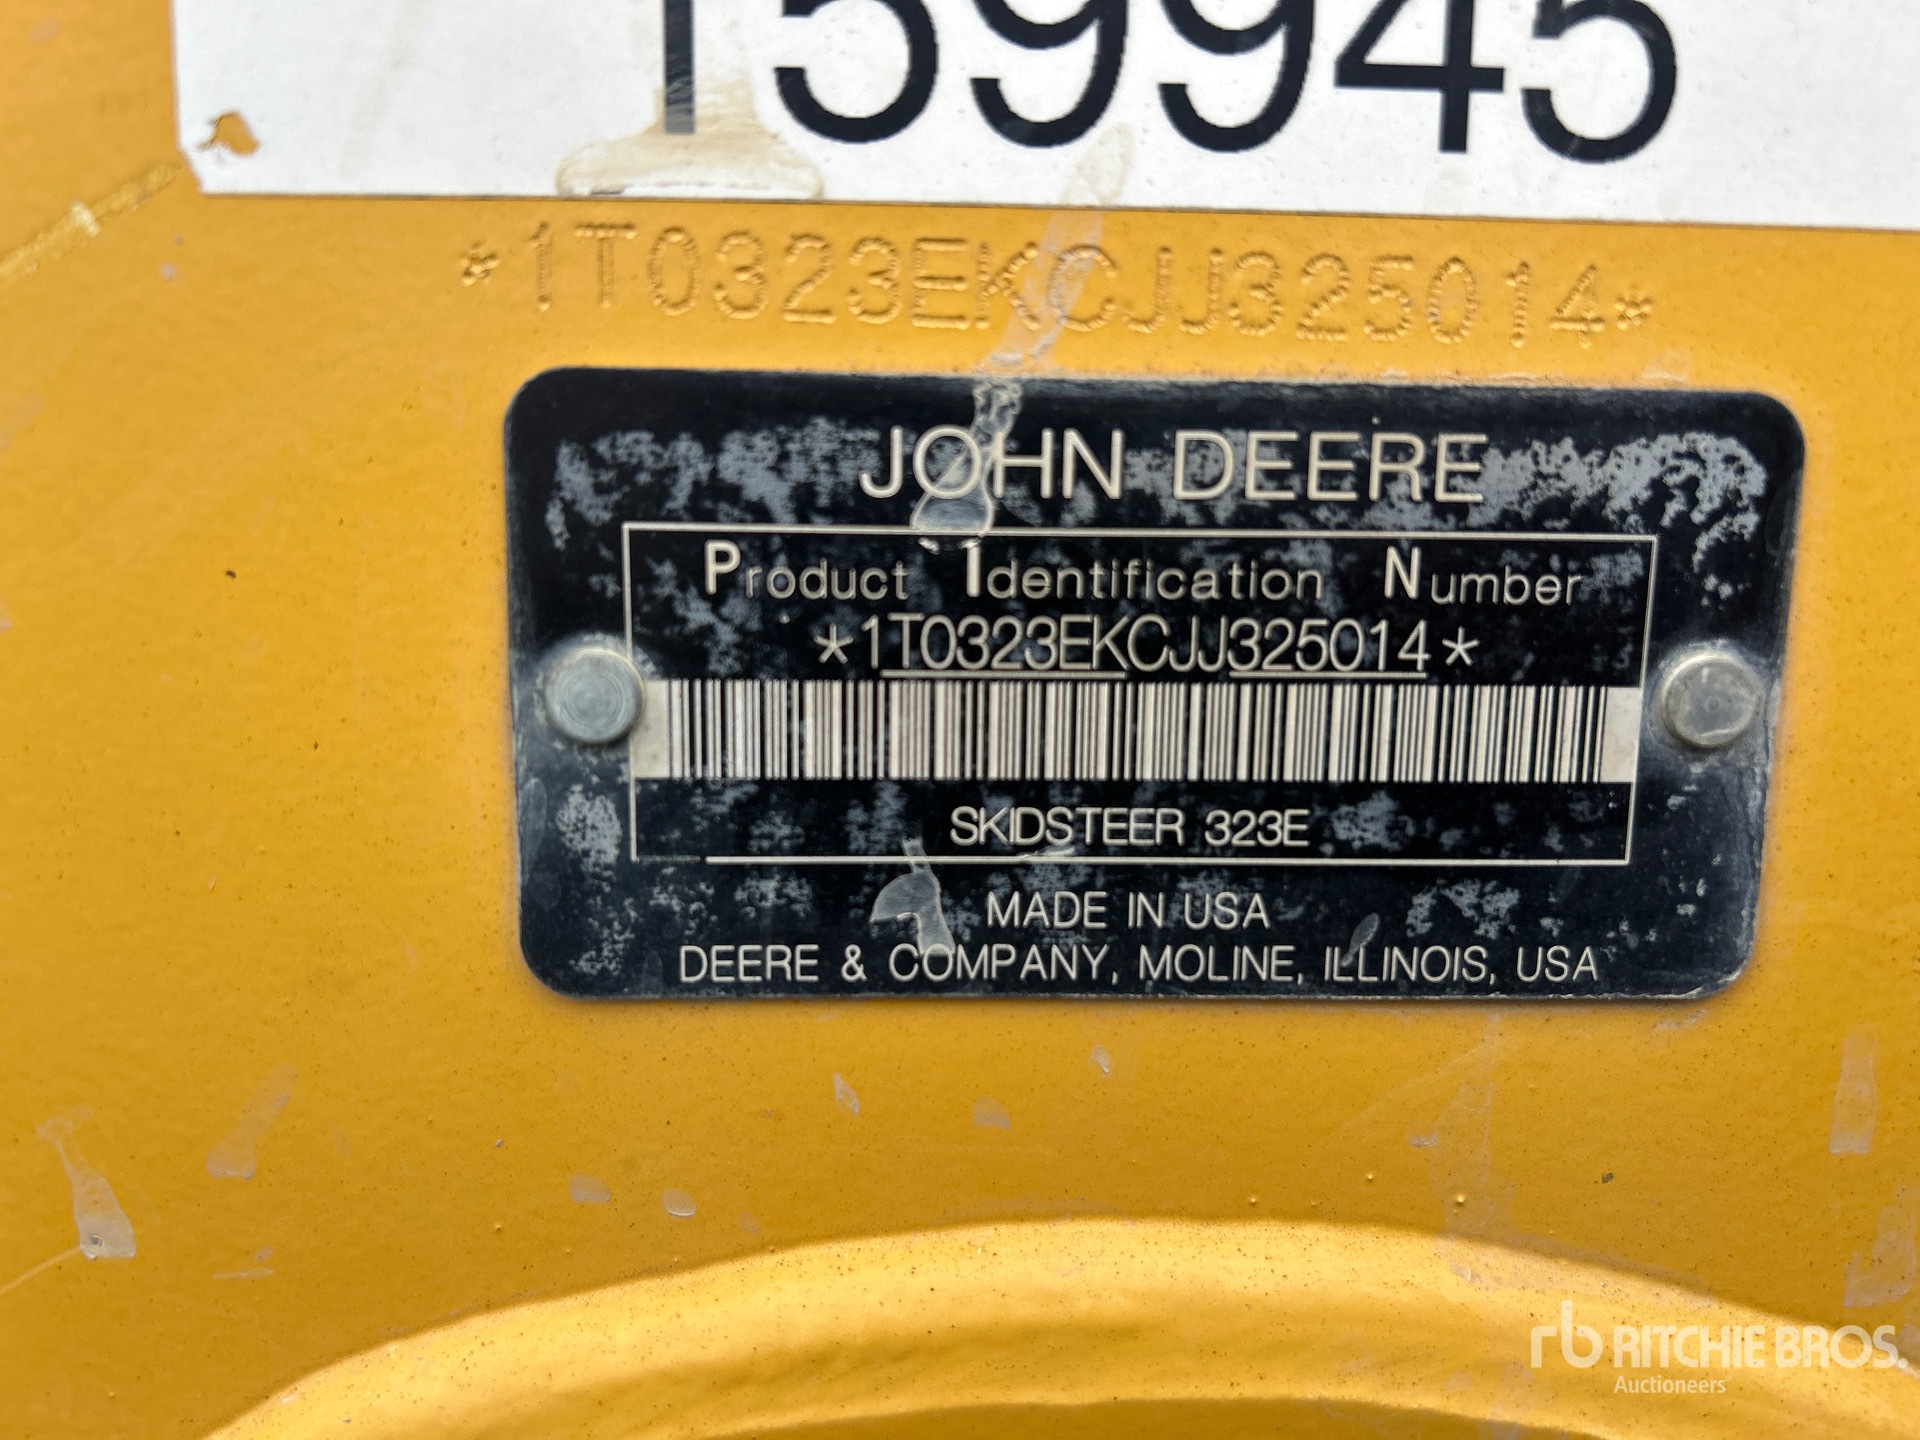 159945
*1T0323EKCJJ325014*
JOHN DEERE
Product Identification Number
*1T0323EKCJJ325014*
SKIDSTEER 323E
MADE IN USA
DEERE & COMPANY, MOLINE, ILLINOIS, USA
rb RITCHIE BROS.
Auctioneers